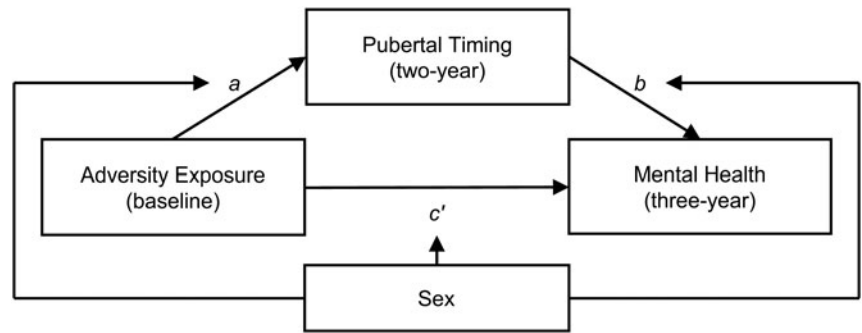 Pubertal Timing
(two-year)
a
b
Adversity Exposure
(baseline)
Mental Health
(three-year)
c'
Sex